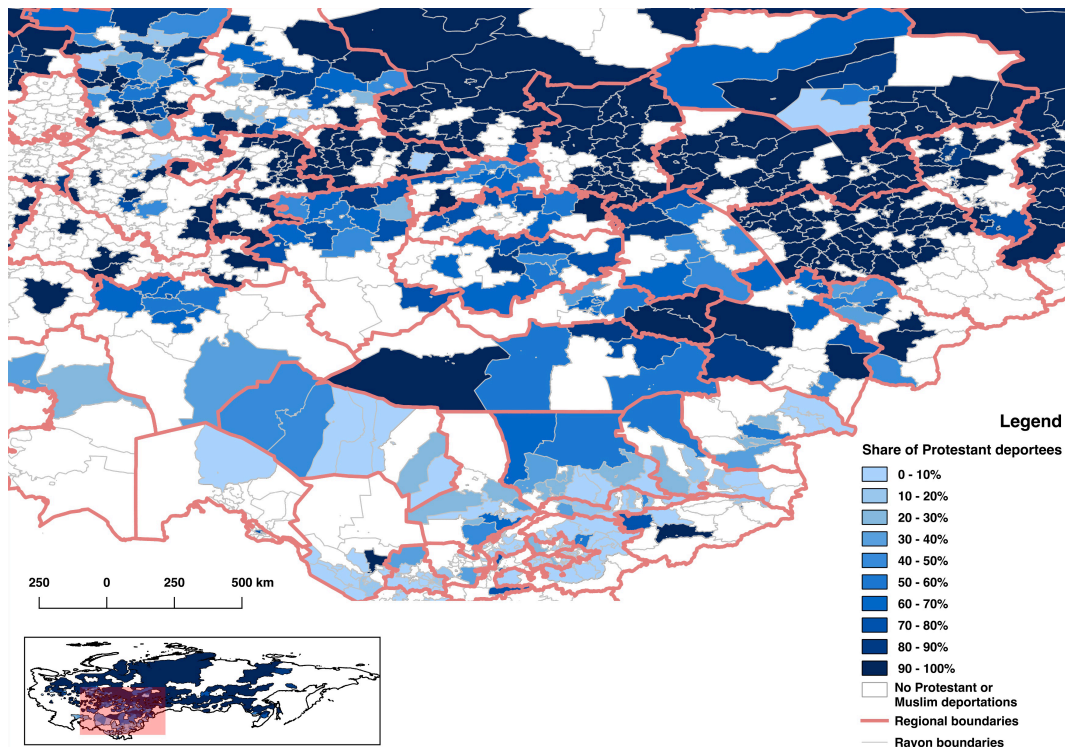 Legend
Share of Protestant deportees
0 - 10%
10 - 20%
20 - 30%
30 - 40%
40 - 50%
50 - 60%
60 - 70%
70 - 80%
80 - 90%
90 - 100%
No Protestant or
Muslim deportations
Regional boundaries
Rayon boundaries
250 0 250 500 km